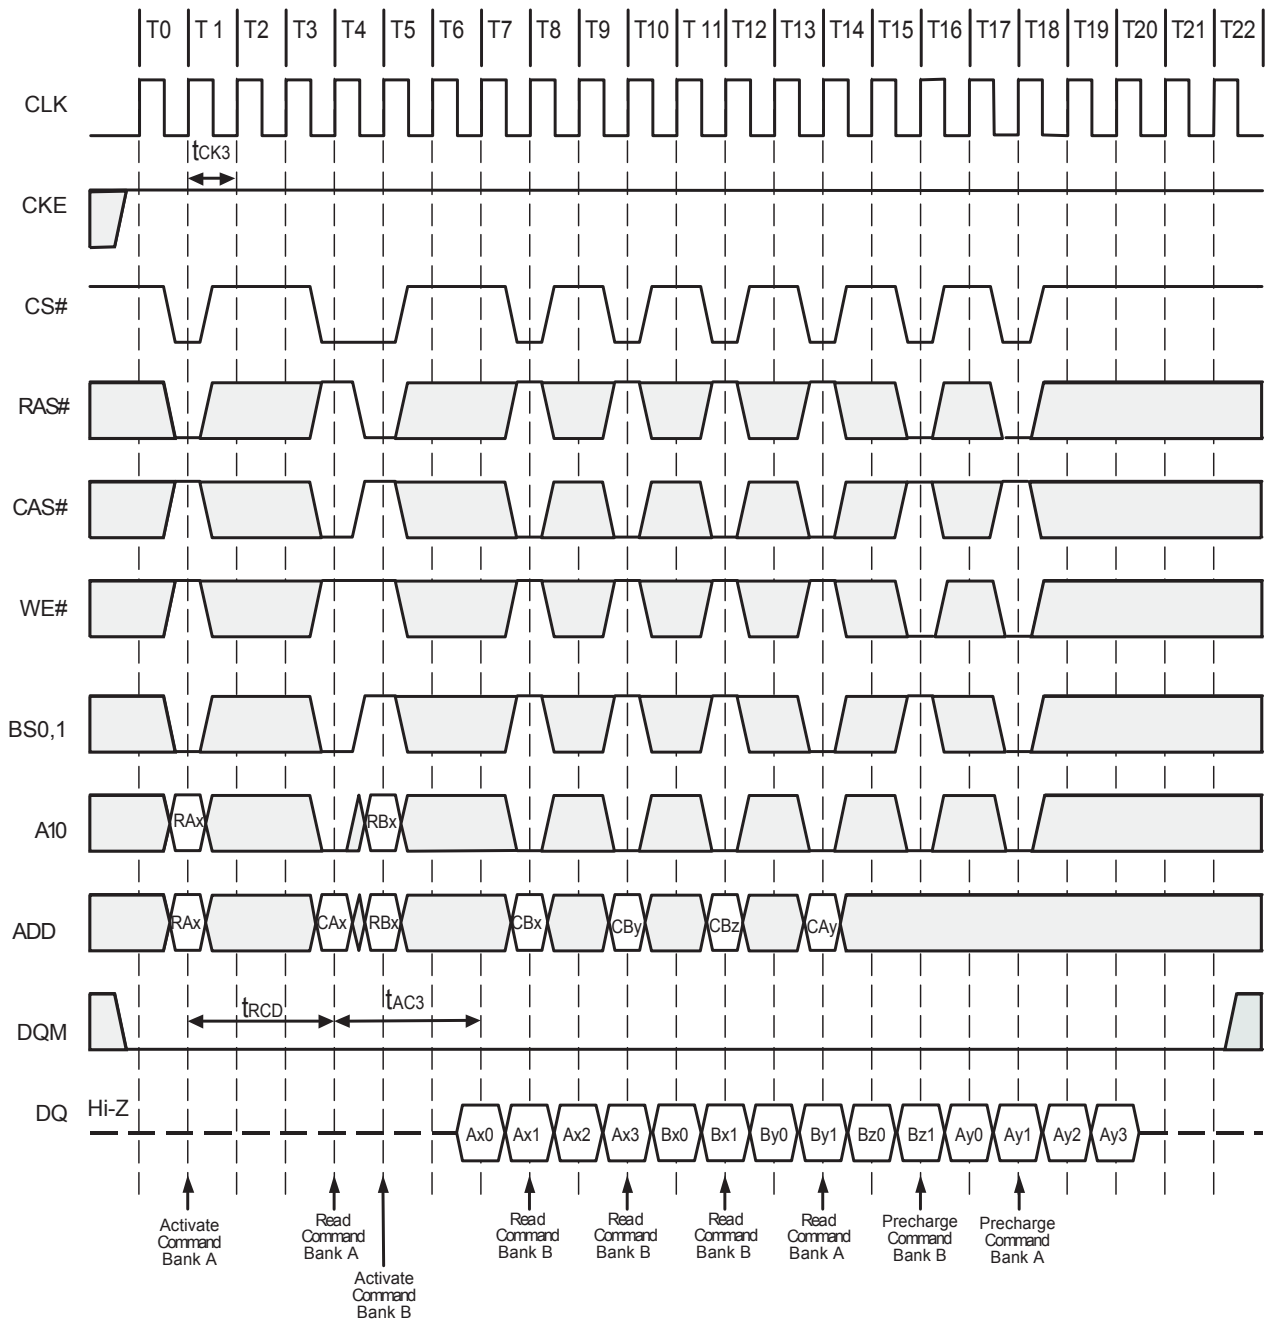 T0 T 1 T2 T3 T4 T5 T6 T7 T8 T9 T10 T 11 T12 T13 T14 T15 T16 T17 T18 T19 T20 T21 T22
CLK
tCK3
CKE
CS#
RAS#
CAS#
WE#
BS0,1
A10 RAx RBx
ADD RAx CAx RBx CBx CBy CBz CAy
DQM tRCD tAC3
DQ Hi-Z Ax0 Ax1 Ax2 Ax3 Bx0 Bx1 By0 By1 Bz0 Bz1 Ay0 Ay1 Ay2 Ay3
Activate
Command
Bank A
Read
Command
Bank A
Activate
Command
Bank B
Read
Command
Bank B
Read
Command
Bank B
Read
Command
Bank B
Read
Command
Bank A
Precharge
Command
Bank B
Precharge
Command
Bank A